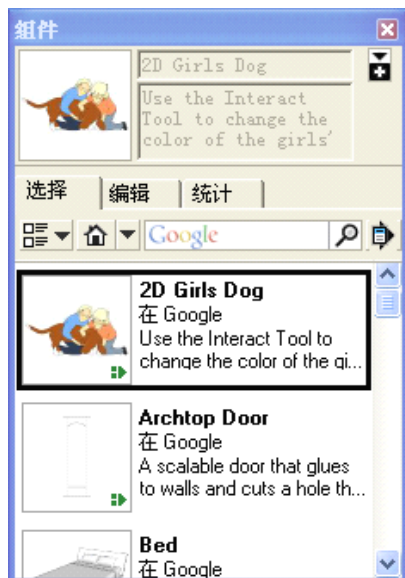 组件
2D Girls Dog
Use the Interact
Tool to change the
color of the girls'
选择 编辑 统计
Google
2D Girls Dog
在 Google
Use the Interact Tool to
change the color of the gi...
Archtop Door
在 Google
A scalable door that glues
to walls and cuts a hole th...
Bed
在 Google